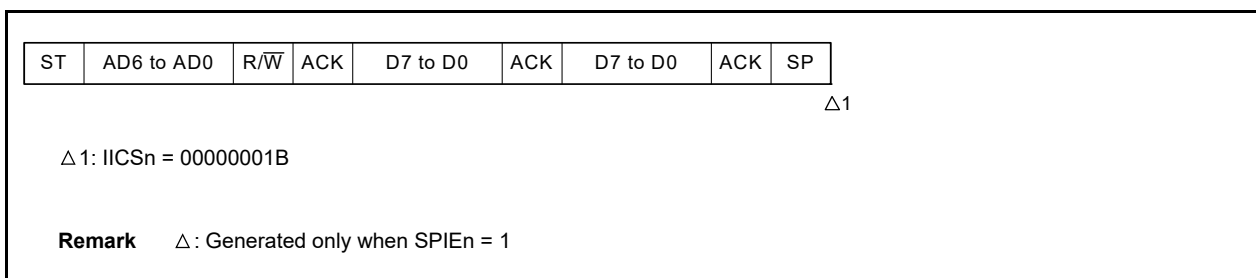 ST AD6 to AD0 R/W̅ ACK D7 to D0 ACK D7 to D0 ACK SP
△1
△1: IICSn = 00000001B
Remark △: Generated only when SPIEn = 1